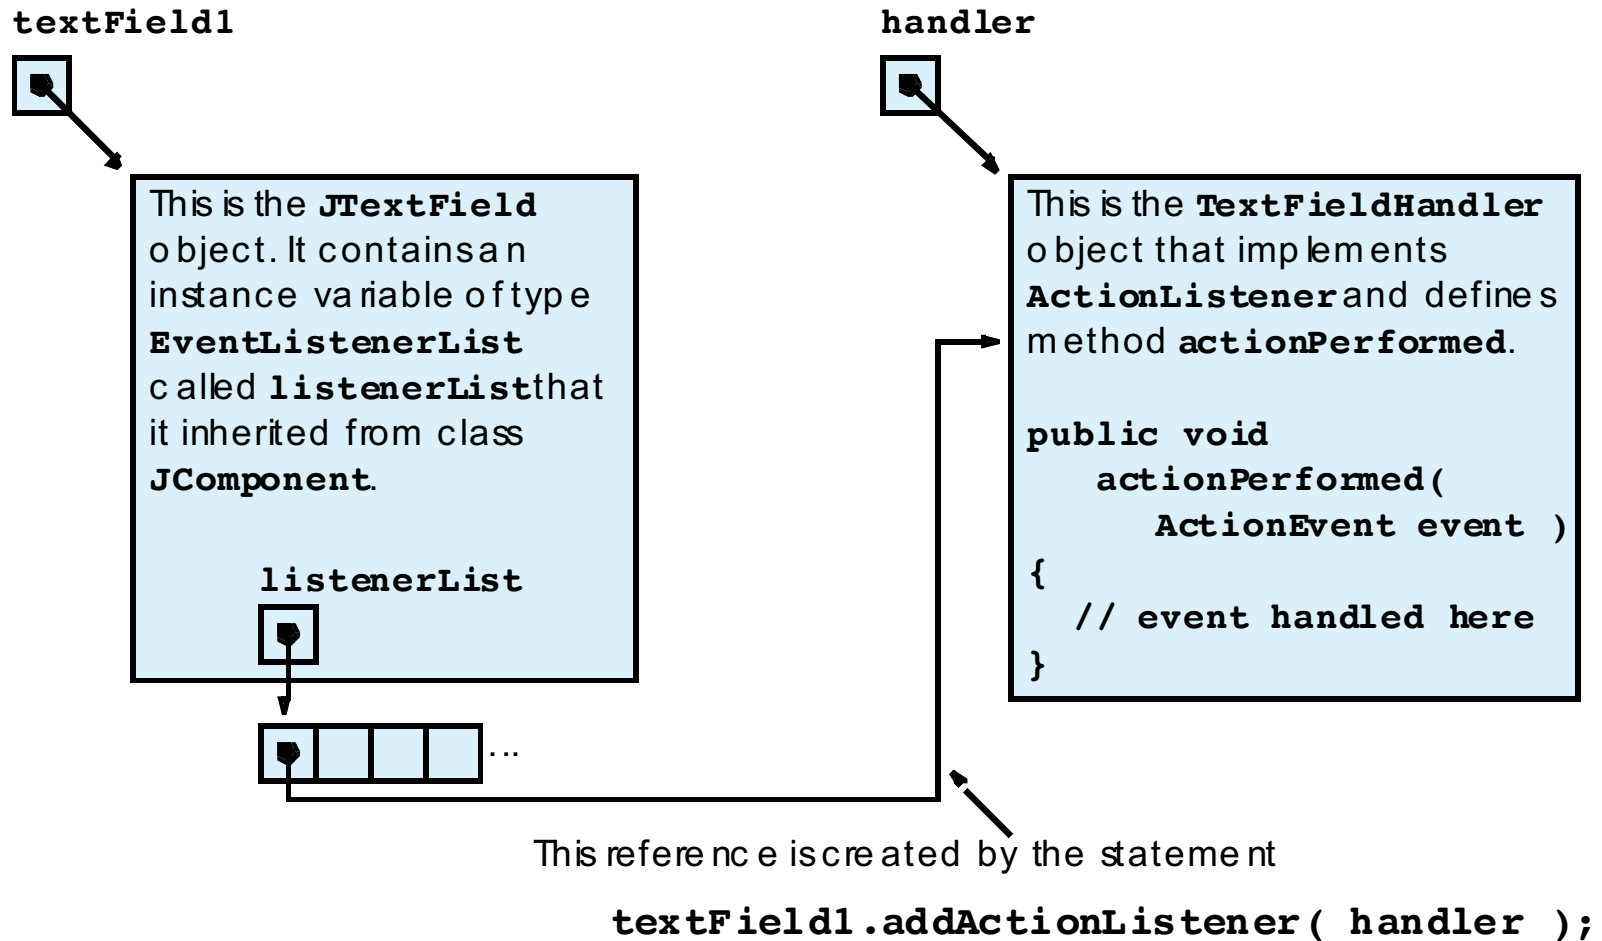 textField1
handler
This is the JTextField
object. It contains an
instance variable of type
EventListenerList
called listenerList that
it inherited from class
JComponent.
listenerList
...
This is the TextFieldHandler
object that implements
ActionListener and defines
method actionPerformed.
public void
actionPerformed(
ActionEvent event )
{
// event handled here
}
This reference is created by the statement
textField1.addActionListener( handler );